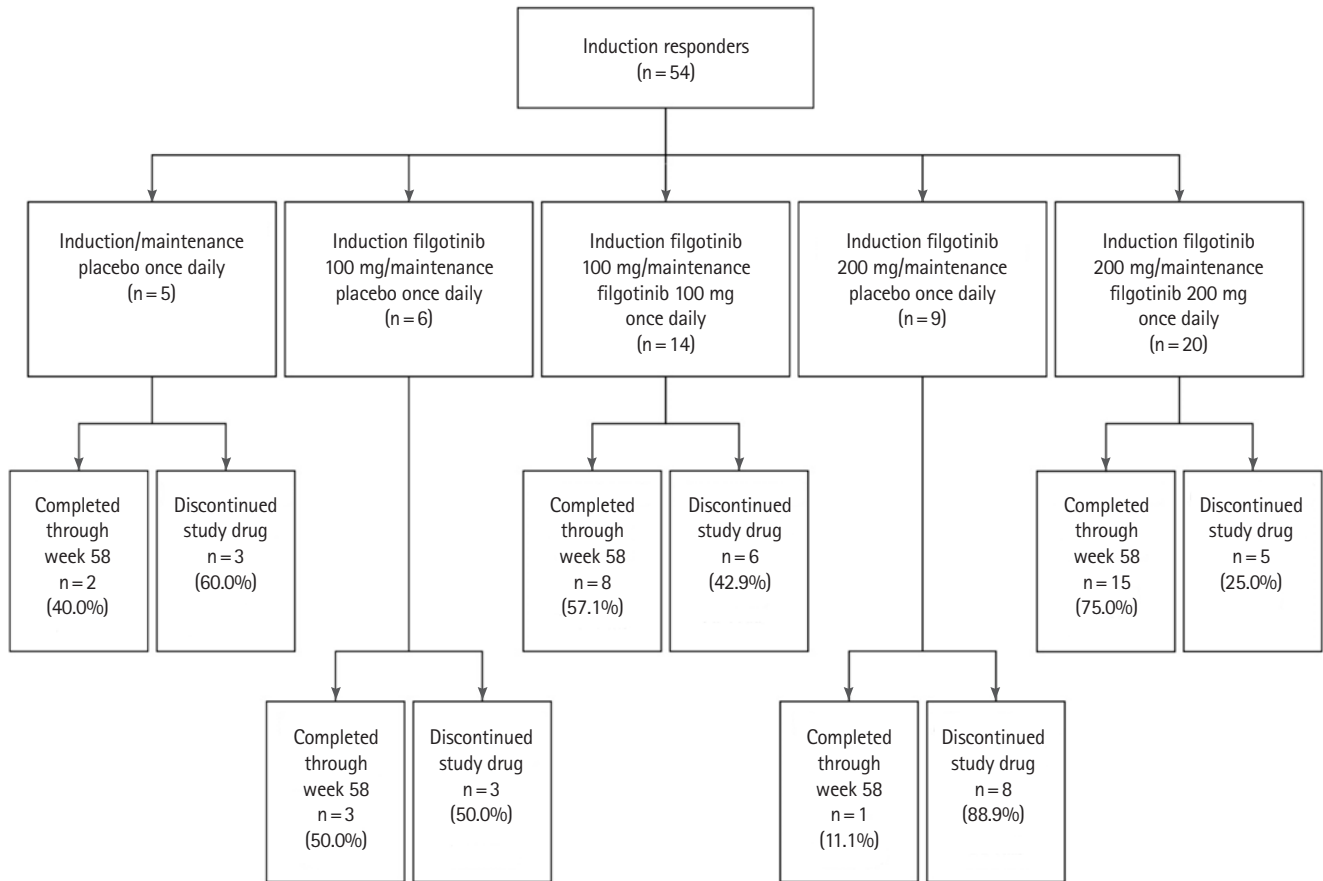 Induction responders
(n=54)
Induction/maintenance
placebo once daily
(n=5)
Induction filgotinib
100 mg/maintenance
placebo once daily
(n=6)
Induction filgotinib
100 mg/maintenance
filgotinib 100 mg
once daily
(n=14)
Induction filgotinib
200 mg/maintenance
placebo once daily
(n=9)
Induction filgotinib
200 mg/maintenance
filgotinib 200 mg
once daily
(n=20)
Completed
through
week 58
n=2
(40.0%)
Discontinued
study drug
n=3
(60.0%)
Completed
through
week 58
n=8
(57.1%)
Discontinued
study drug
n=6
(42.9%)
Completed
through
week 58
n=15
(75.0%)
Discontinued
study drug
n=5
(25.0%)
Completed
through
week 58
n=3
(50.0%)
Discontinued
study drug
n=3
(50.0%)
Completed
through
week 58
n=1
(11.1%)
Discontinued
study drug
n=8
(88.9%)